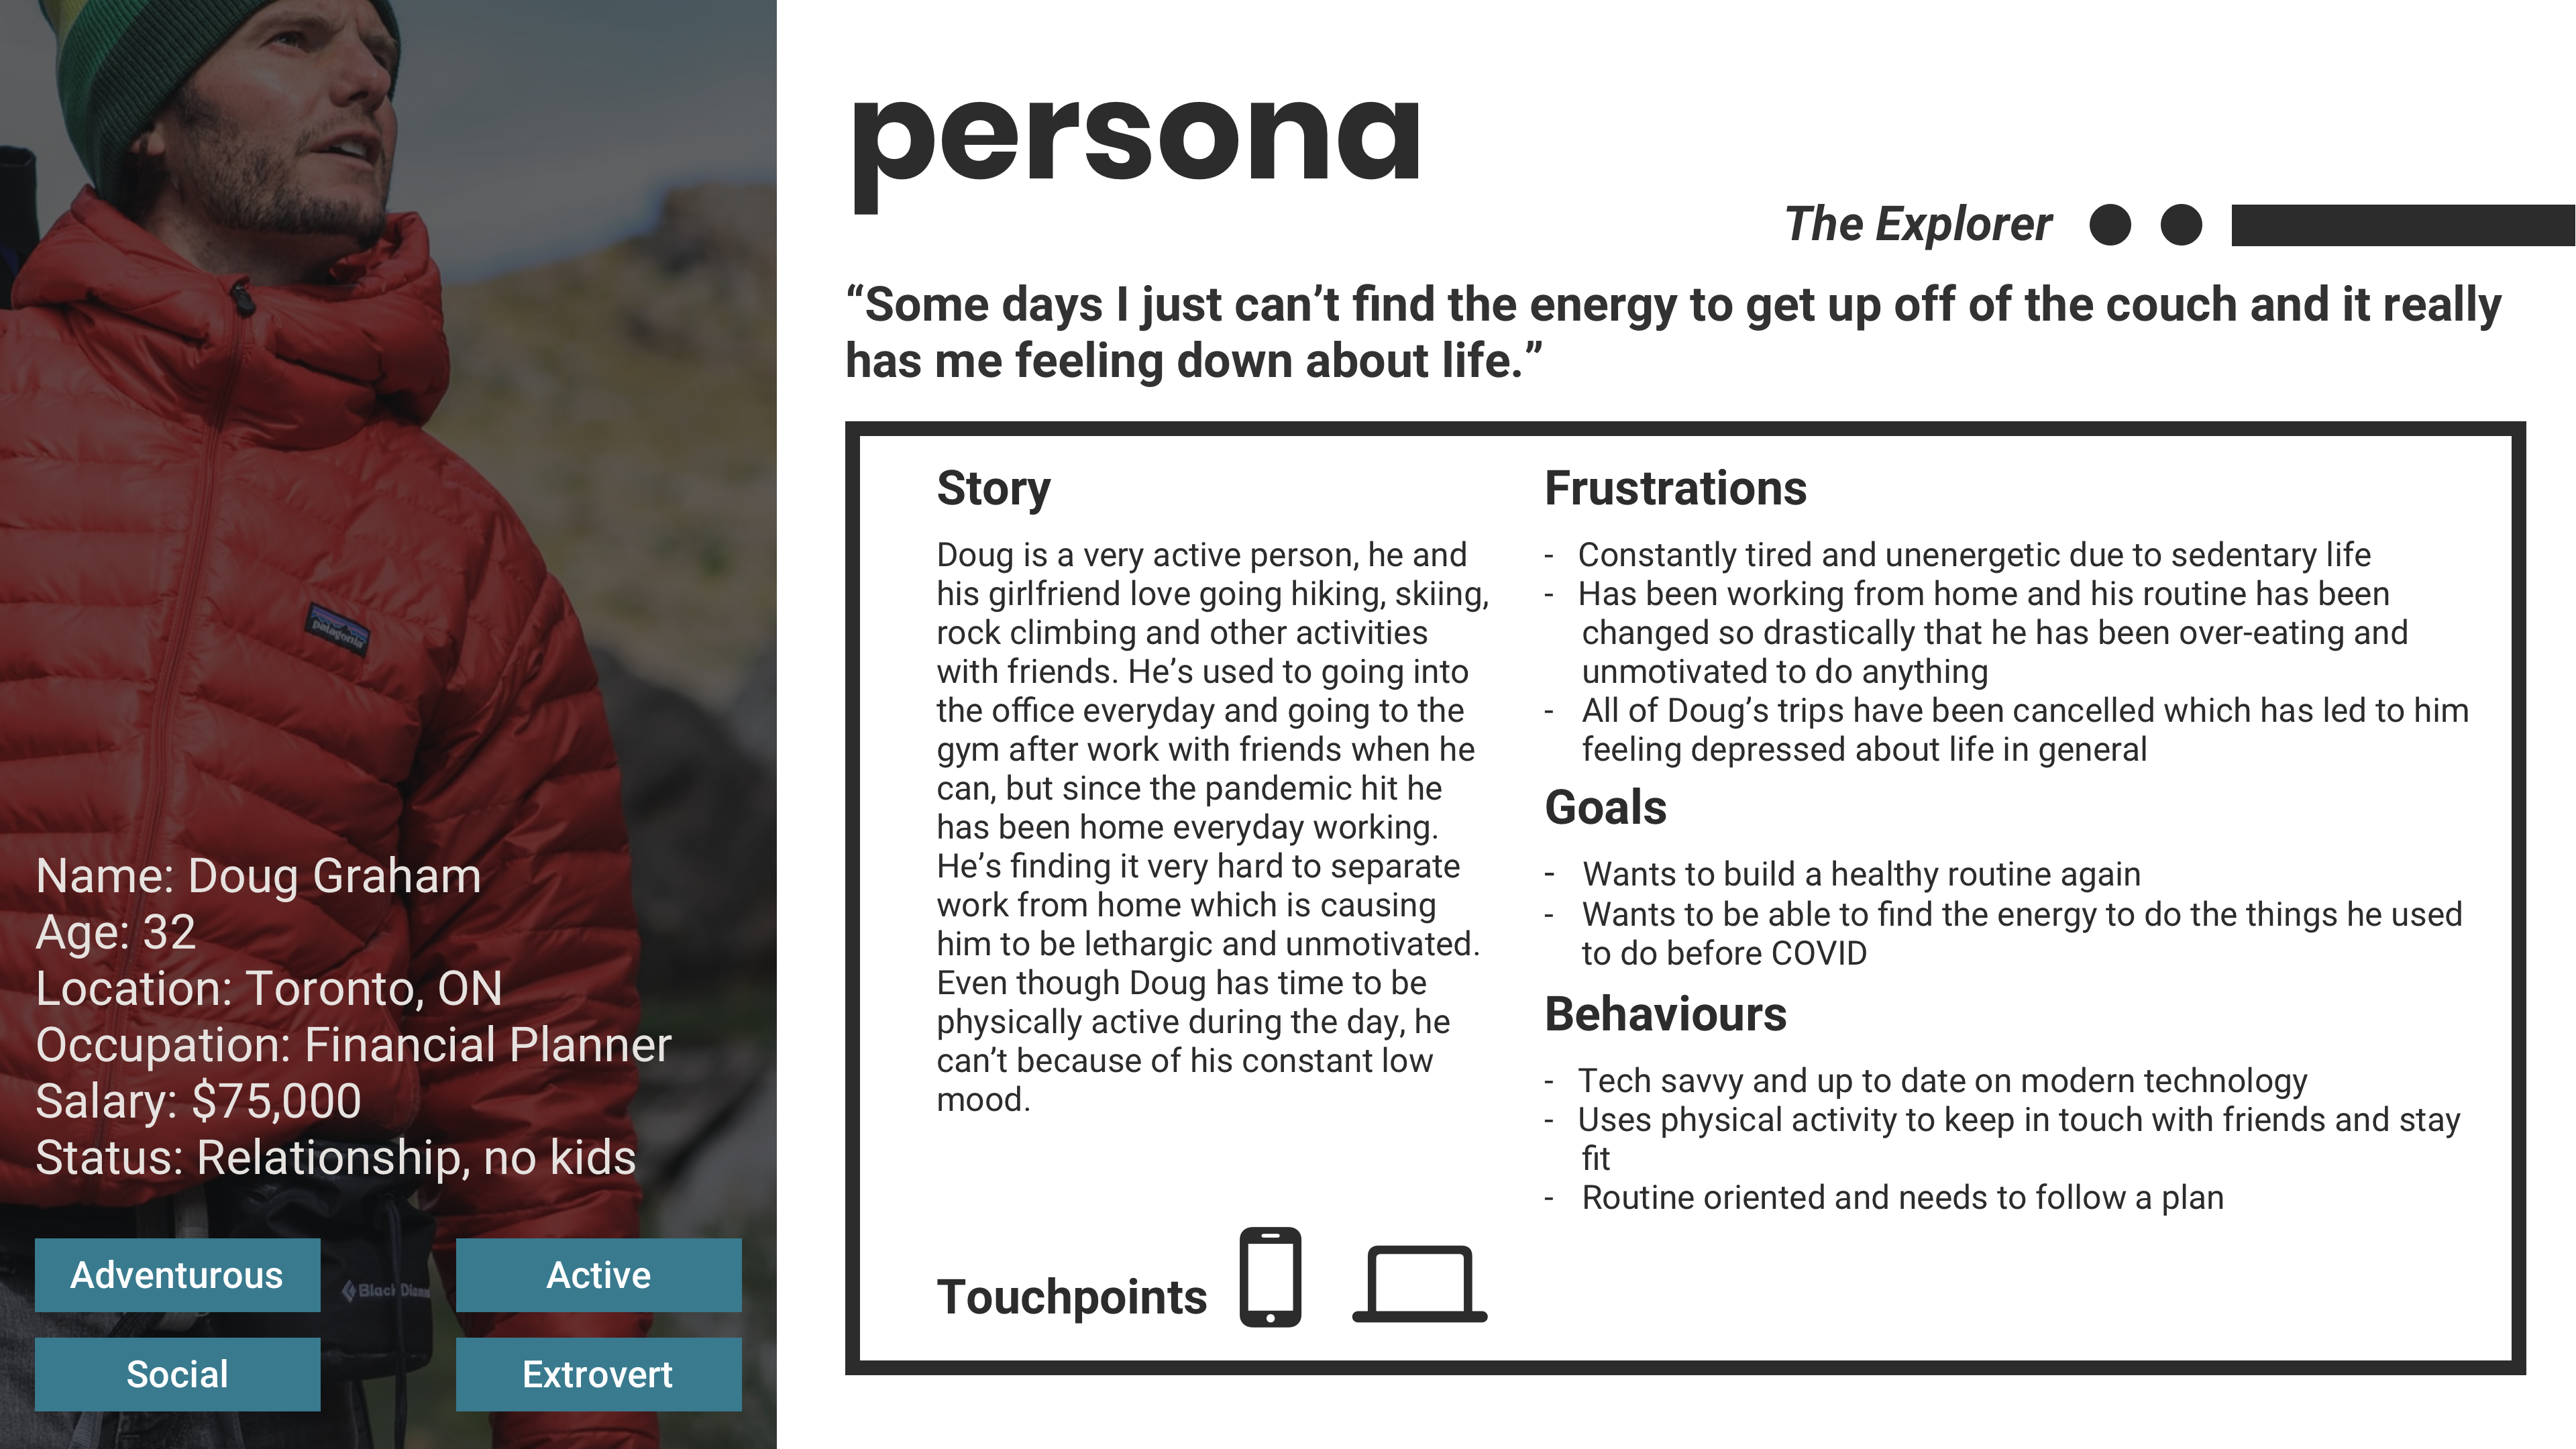 persona
The Explorer
“Some days I just can’t find the energy to get up off of the couch and it really
has me feeling down about life.”
Story
Doug is a very active person, he and
his girlfriend love going hiking, skiing,
rock climbing and other activities
with friends. He’s used to going into
the office everyday and going to the
gym after work with friends when he
can, but since the pandemic hit he
has been home everyday working.
He’s finding it very hard to separate
work from home which is causing
him to be lethargic and unmotivated.
Even though Doug has time to be
physically active during the day, he
can’t because of his constant low
mood.
Touchpoints
Frustrations
- Constantly tired and unenergetic due to sedentary life
- Has been working from home and his routine has been
changed so drastically that he has been over-eating and
unmotivated to do anything
- All of Doug’s trips have been cancelled which has led to him
feeling depressed about life in general
Goals
- Wants to build a healthy routine again
- Wants to be able to find the energy to do the things he used
to do before COVID
Behaviours
- Tech savvy and up to date on modern technology
- Uses physical activity to keep in touch with friends and stay
fit
- Routine oriented and needs to follow a plan
patagonia
Name: Doug Graham
Age: 32
Location: Toronto, ON
Occupation: Financial Planner
Salary: $75,000
Status: Relationship, no kids
Adventurous
Active
Black Diam
Social
Extrovert